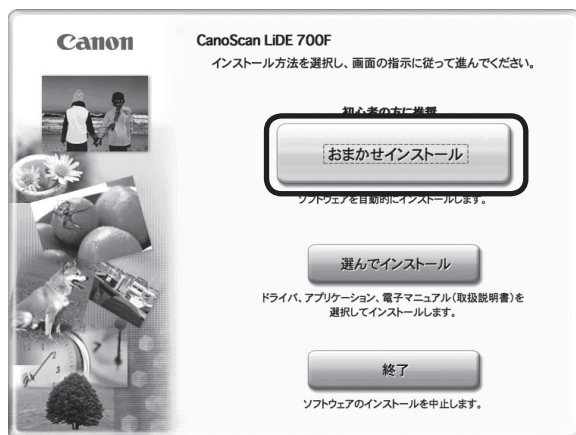 Canon
CanoScan LiDE 700F
インストール方法を選択し、画面の指示に従って進んでください。
初心者の方に推奨
おまかせインストール
ソフトウェアを自動的にインストールします。
選んでインストール
ドライバ、アプリケーション、電子マニュアル(取扱説明書)を
選択してインストールします。
終了
ソフトウェアのインストールを中止します。